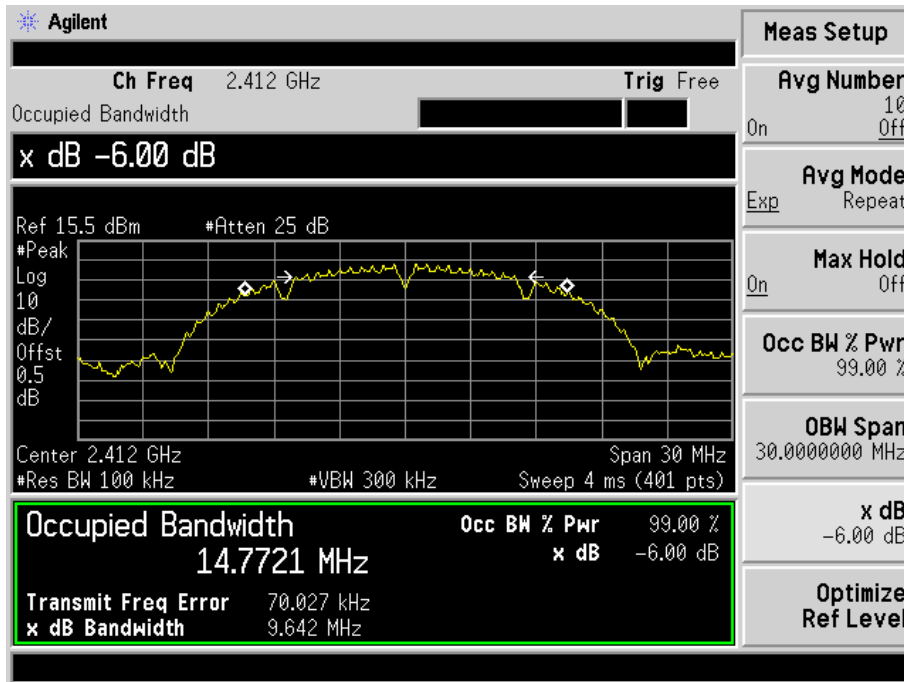 Agilent
Ch Freq 2.412 GHz Trig Free
Occupied Bandwidth
x dB -6.00 dB
Ref 15.5 dBm #Atten 25 dB
#Peak
Log
10
dB/
Offst
0.5
dB
Center 2.412 GHz Span 30 MHz
#Res BW 100 kHz #VBW 300 kHz Sweep 4 ms (401 pts)
Occupied Bandwidth Occ BW % Pwr 99.00 %
14.7721 MHz x dB -6.00 dB
Transmit Freq Error 70.027 kHz
x dB Bandwidth 9.642 MHz
Meas Setup
Avg Number
10
On Off
Avg Mode
Exp Repeat
Max Hold
On Off
Occ BW % Pwr
99.00 %
OBW Span
30.0000000 MHz
x dB
-6.00 dB
Optimize
Ref Level